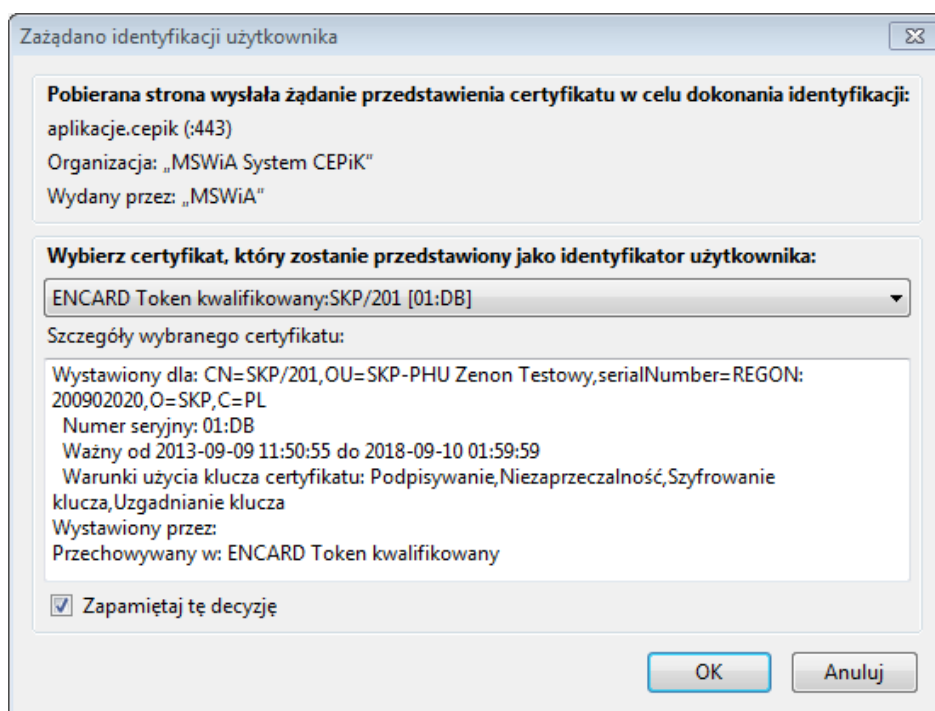 Zażądano identyfikacji użytkownika
Pobierana strona wysłała żądanie przedstawienia certyfikatu w celu dokonania identyfikacji:
aplikacje.cepik (:443)
Organizacja: „MSWiA System CEPiK"
Wydany przez: „MSWiA"
Wybierz certyfikat, który zostanie przedstawiony jako identyfikator użytkownika:
ENCARD Token kwalifikowany:SKP/201 [01:DB]
Szczegóły wybranego certyfikatu:
Wystawiony dla: CN=SKP/201,OU=SKP-PHU Zenon Testowy,serialNumber=REGON:
200902020,O=SKP,C=PL
Numer seryjny: 01:DB
Ważny od 2013-09-09 11:50:55 do 2018-09-10 01:59:59
Warunki użycia klucza certyfikatu: Podpisywanie,Niezaprzeczalność,Szyfrowanie
klucza,Uzgadnianie klucza
Wystawiony przez:
Przechowywany w: ENCARD Token kwalifikowany
Zapamiętaj tę decyzję
OK
Anuluj